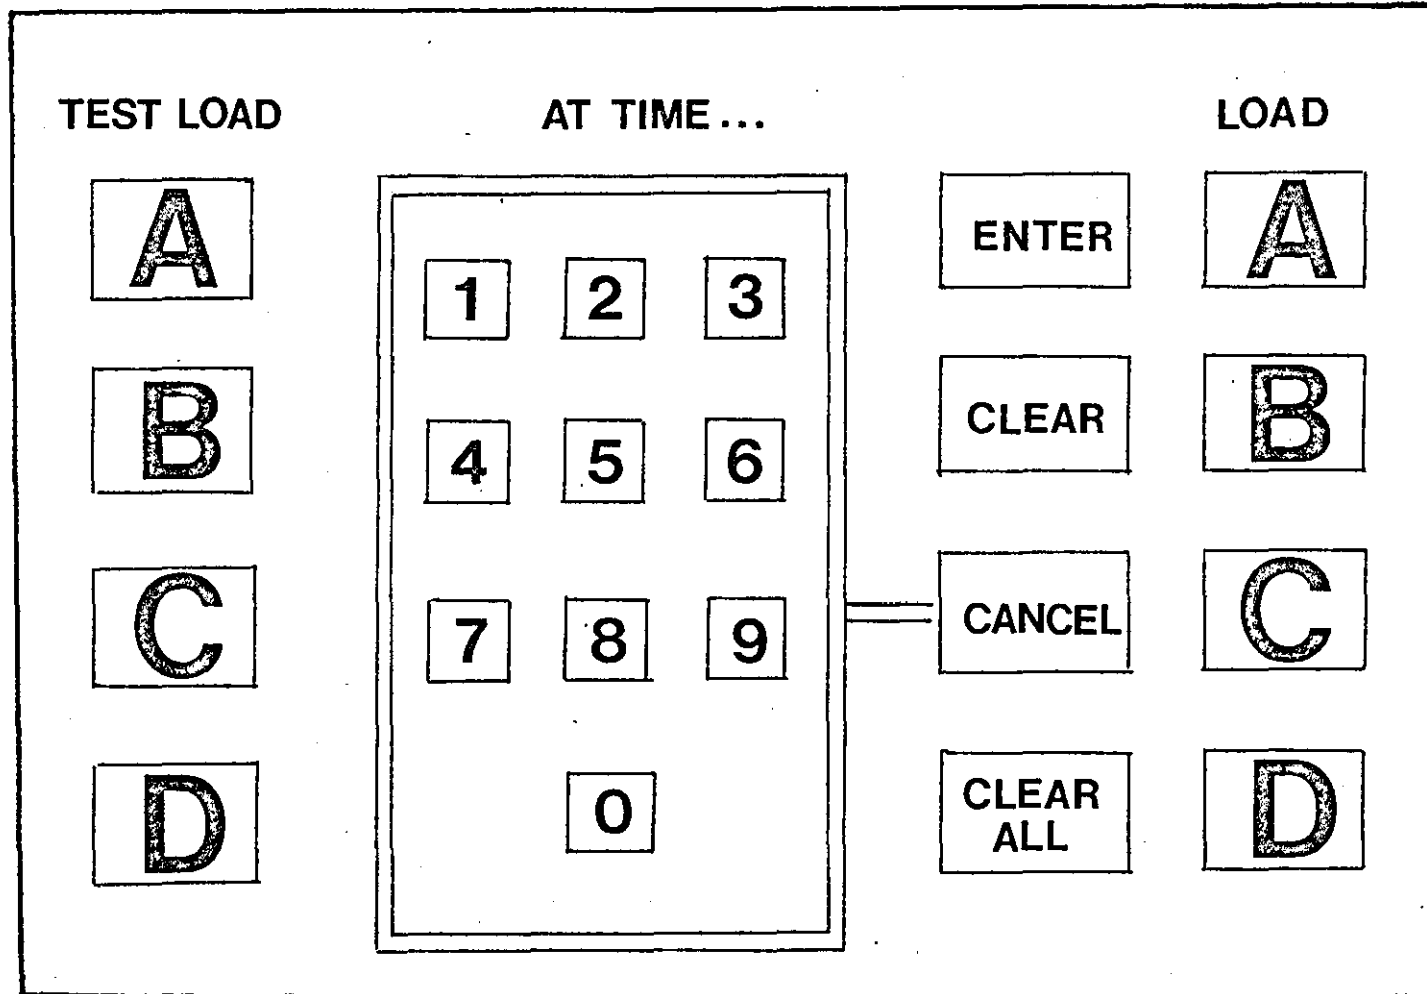 TEST LOAD
AT TIME...
LOAD
A
1 2 3
ENTER
A
B
4 5 6
CLEAR
B
C
7 8 9
CANCEL
C
D
0
CLEAR
ALL
D